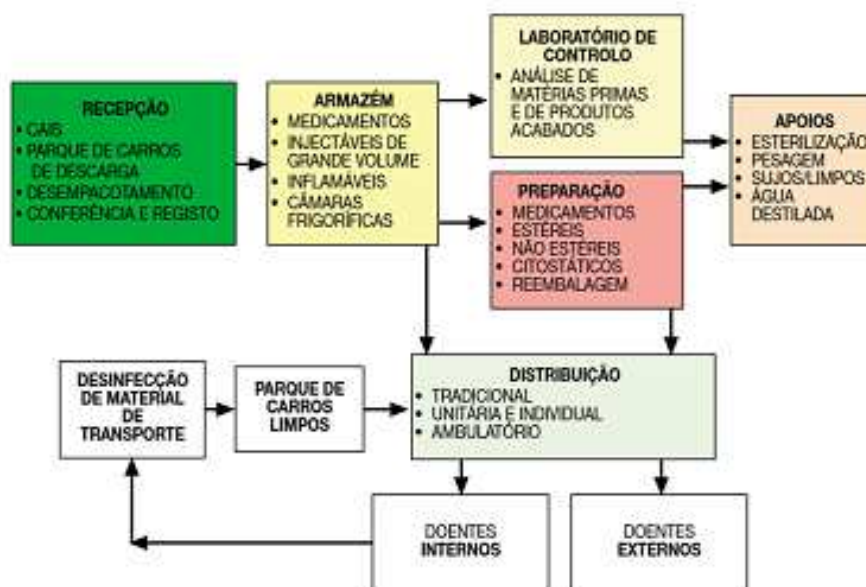 RECEPÇÃO
• CAIS
• PARQUE DE CARROS
DE DESCARGA
• DESEMPACOTAMENTO
• CONFERÊNCIA E REGISTO
ARMAZÉM
• MEDICAMENTOS
• INJECTÁVEIS DE
GRANDE VOLUME
• INFLAMÁVEIS
• CÂMARAS
FRIGORÍFICAS
LABORATÓRIO DE
CONTROLO
• ANÁLISE DE
MATÉRIAS PRIMAS
E DE PRODUTOS
ACABADOS
PREPARAÇÃO
• MEDICAMENTOS
• ESTÉREIS
• NÃO ESTÉREIS
• CITOSTÁTICOS
• REEMBALAGEM
APOIOS
• ESTERILIZAÇÃO
• PESAGEM
• SUJOS/LIMPOS
• ÁGUA
DESTILADA
DESINFECÇÃO
DE MATERIAL
DE
TRANSPORTE
PARQUE DE
CARROS
LIMPOS
DISTRIBUIÇÃO
• TRADICIONAL
• UNITÁRIA E INDIVIDUAL
• AMBULATÓRIO
DOENTES
INTERNOS
DOENTES
EXTERNOS